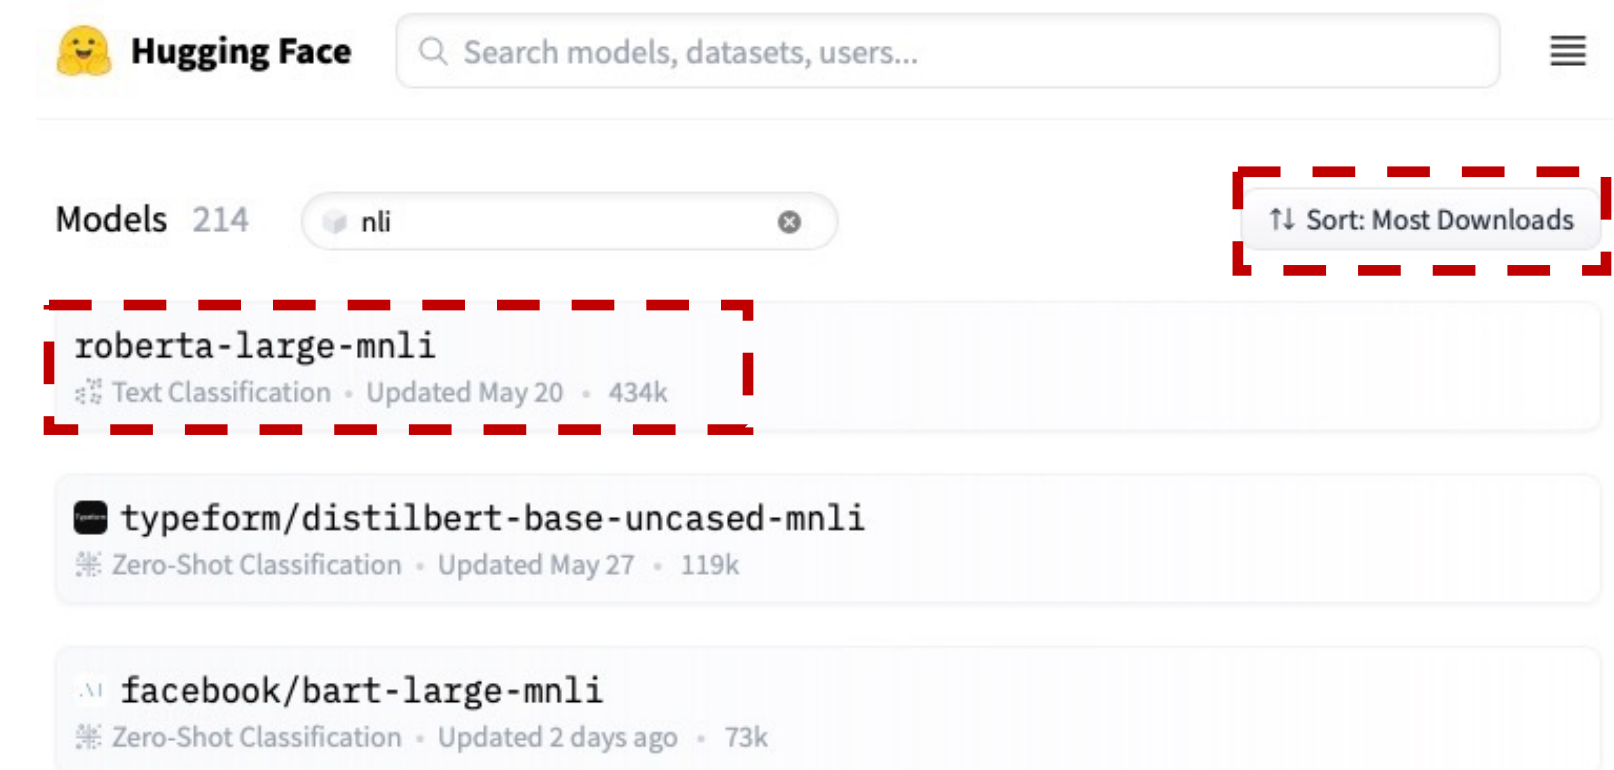 Hugging Face Search models, datasets, users...
Models 214 nli Sort: Most Downloads
roberta-large-mnli
Text Classification • Updated May 20 • 434k
typeform/distilbert-base-uncased-mnli
Zero-Shot Classification • Updated May 27 • 119k
facebook/bart-large-mnli
Zero-Shot Classification • Updated 2 days ago • 73k